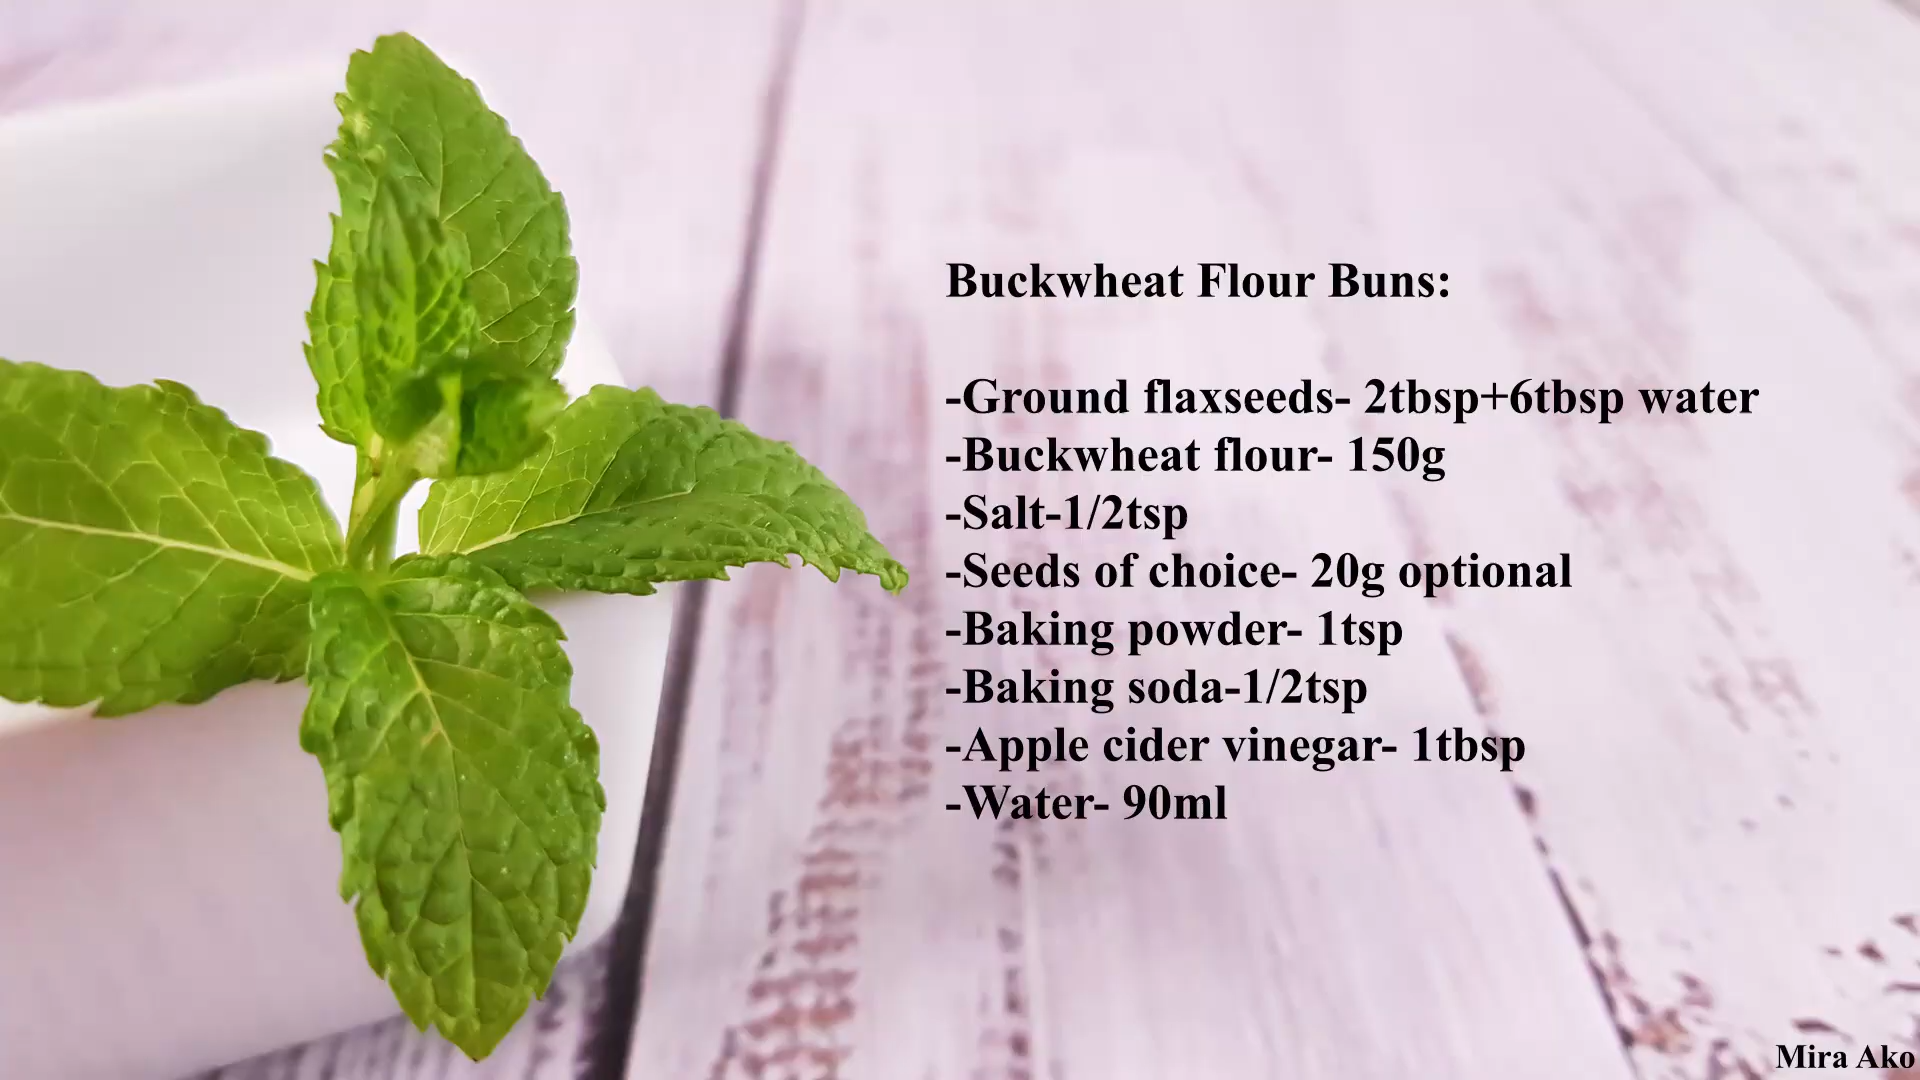 Buckwheat Flour Buns:
-Ground flaxseeds- 2tbsp+6tbsp water
-Buckwheat flour- 150g
-Salt-1/2tsp
-Seeds of choice- 20g optional
-Baking powder- 1tsp
-Baking soda-1/2tsp
-Apple cider vinegar- 1tbsp
-Water- 90ml
Mira Ako